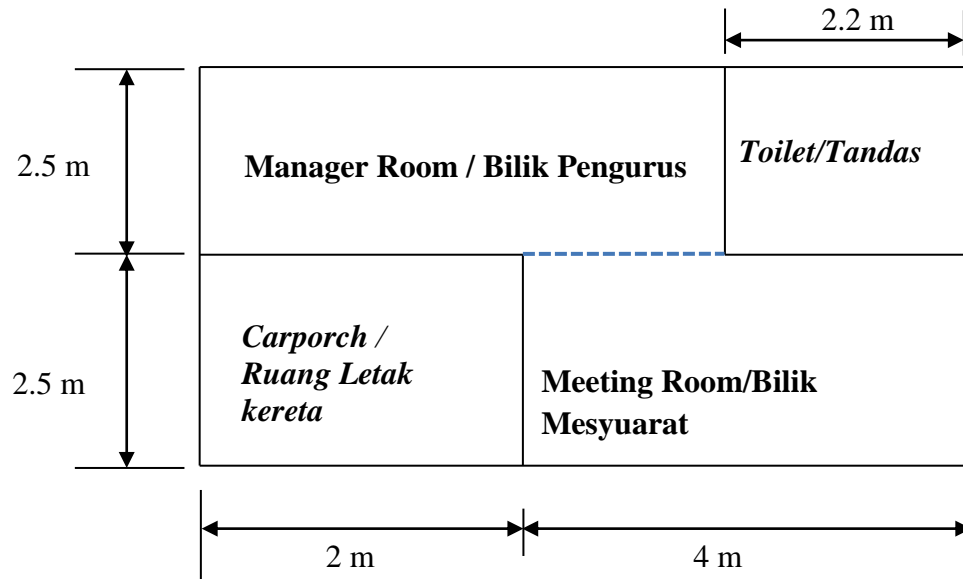 2.2 m
2.5 m
Manager Room / Bilik Pengurus
Toilet/Tandas
Carporch /
Ruang Letak
kereta
2.5 m
Meeting Room/Bilik
Mesyuarat
2 m
4 m